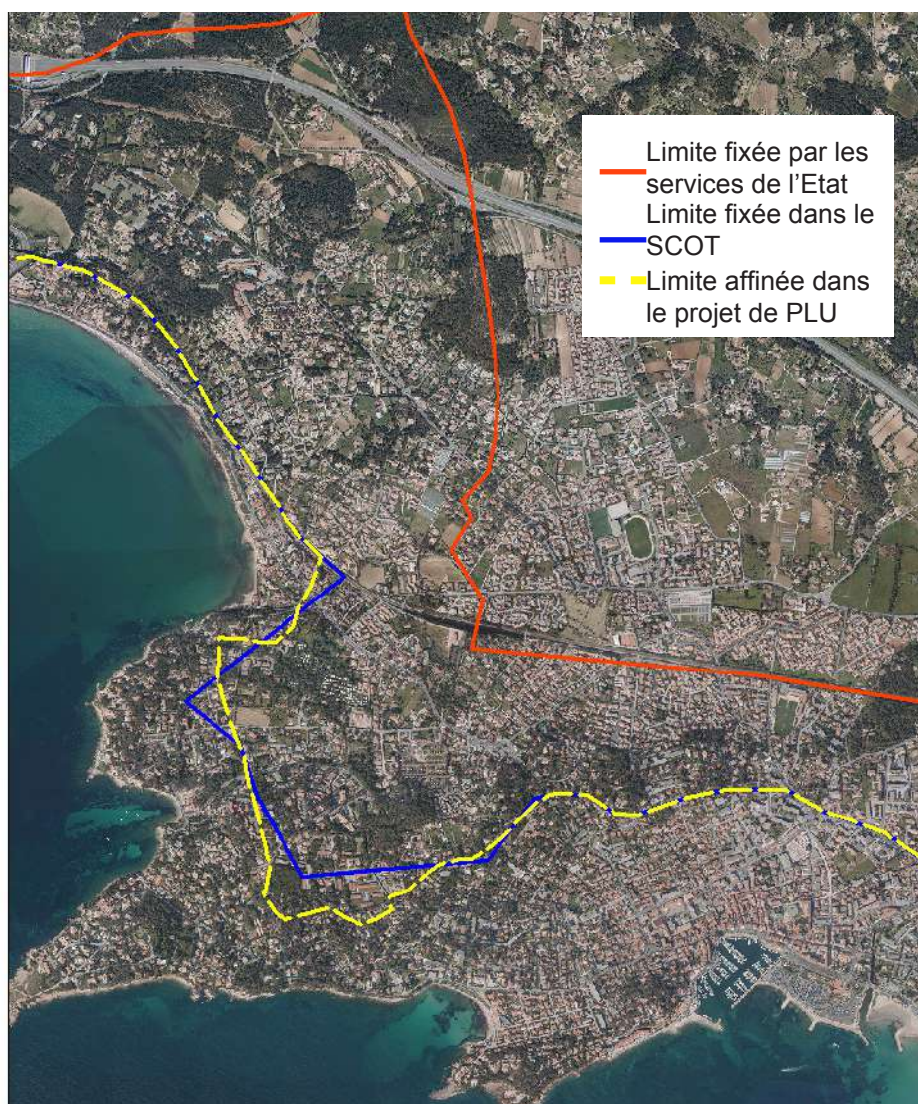 Limite fixée par les
services de l'Etat
Limite fixée dans le
SCOT
Limite affinée dans
le projet de PLU